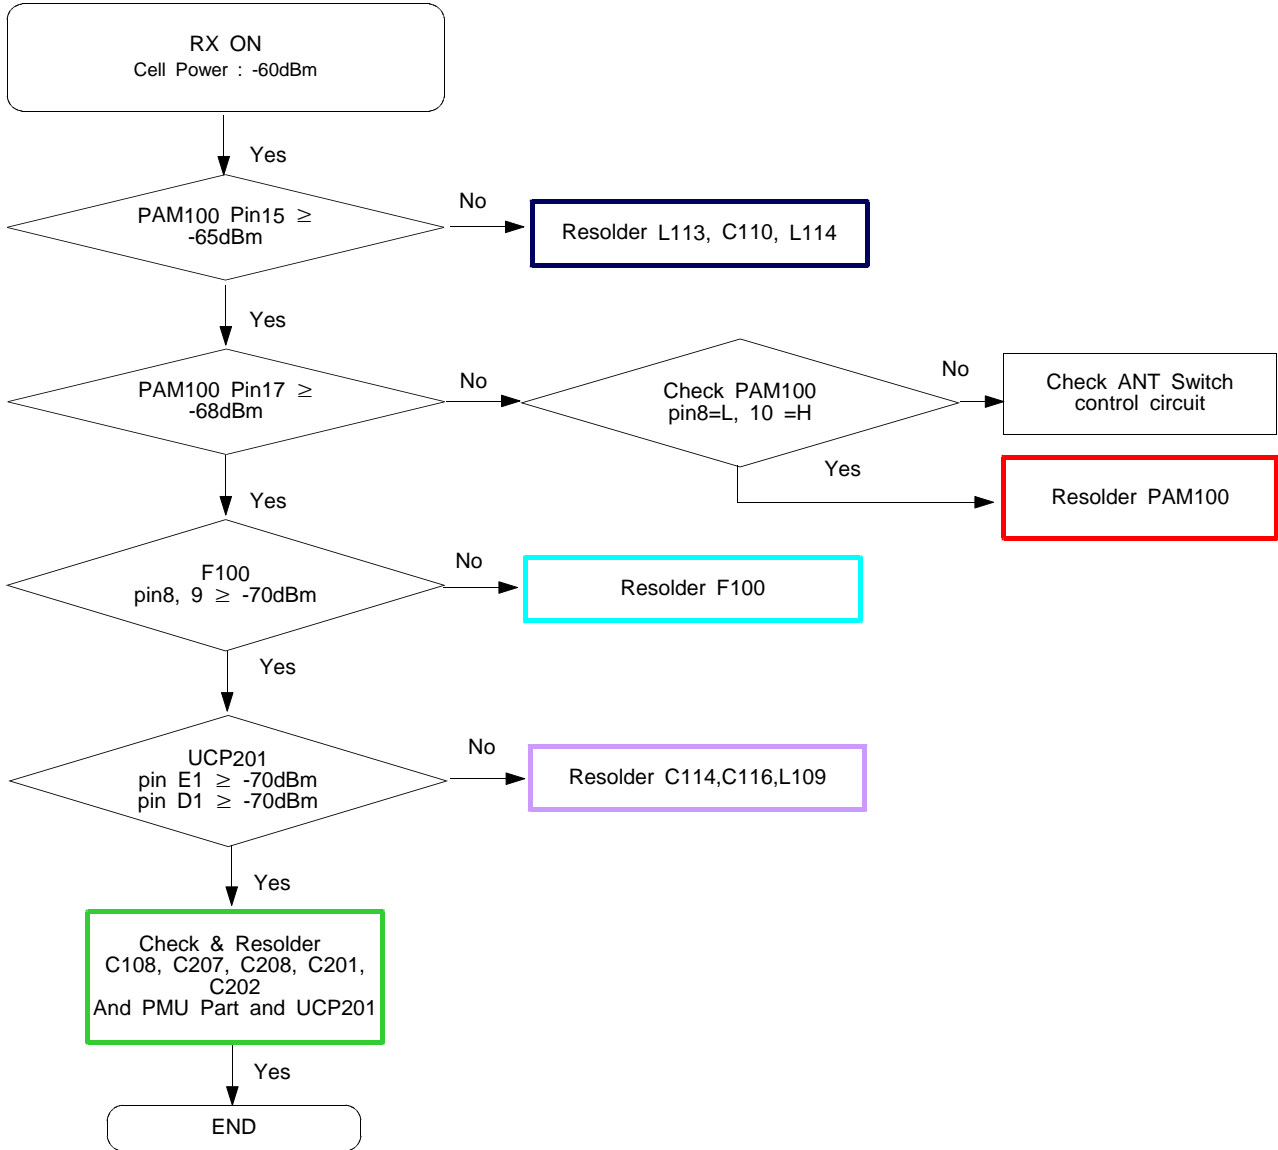 RX ON
Cell Power : -60dBm
Yes
PAM100 Pin15 ≥
-65dBm
No
Resolder L113, C110, L114
Yes
PAM100 Pin17 ≥
-68dBm
No
Check PAM100
pin8=L, 10 =H
No
Check ANT Switch
control circuit
Yes
Resolder PAM100
Yes
F100
pin8, 9 ≥ -70dBm
No
Resolder F100
Yes
UCP201
pin E1 ≥ -70dBm
pin D1 ≥ -70dBm
No
Resolder C114,C116,L109
Yes
Check & Resolder
C108, C207, C208, C201,
C202
And PMU Part and UCP201
Yes
END